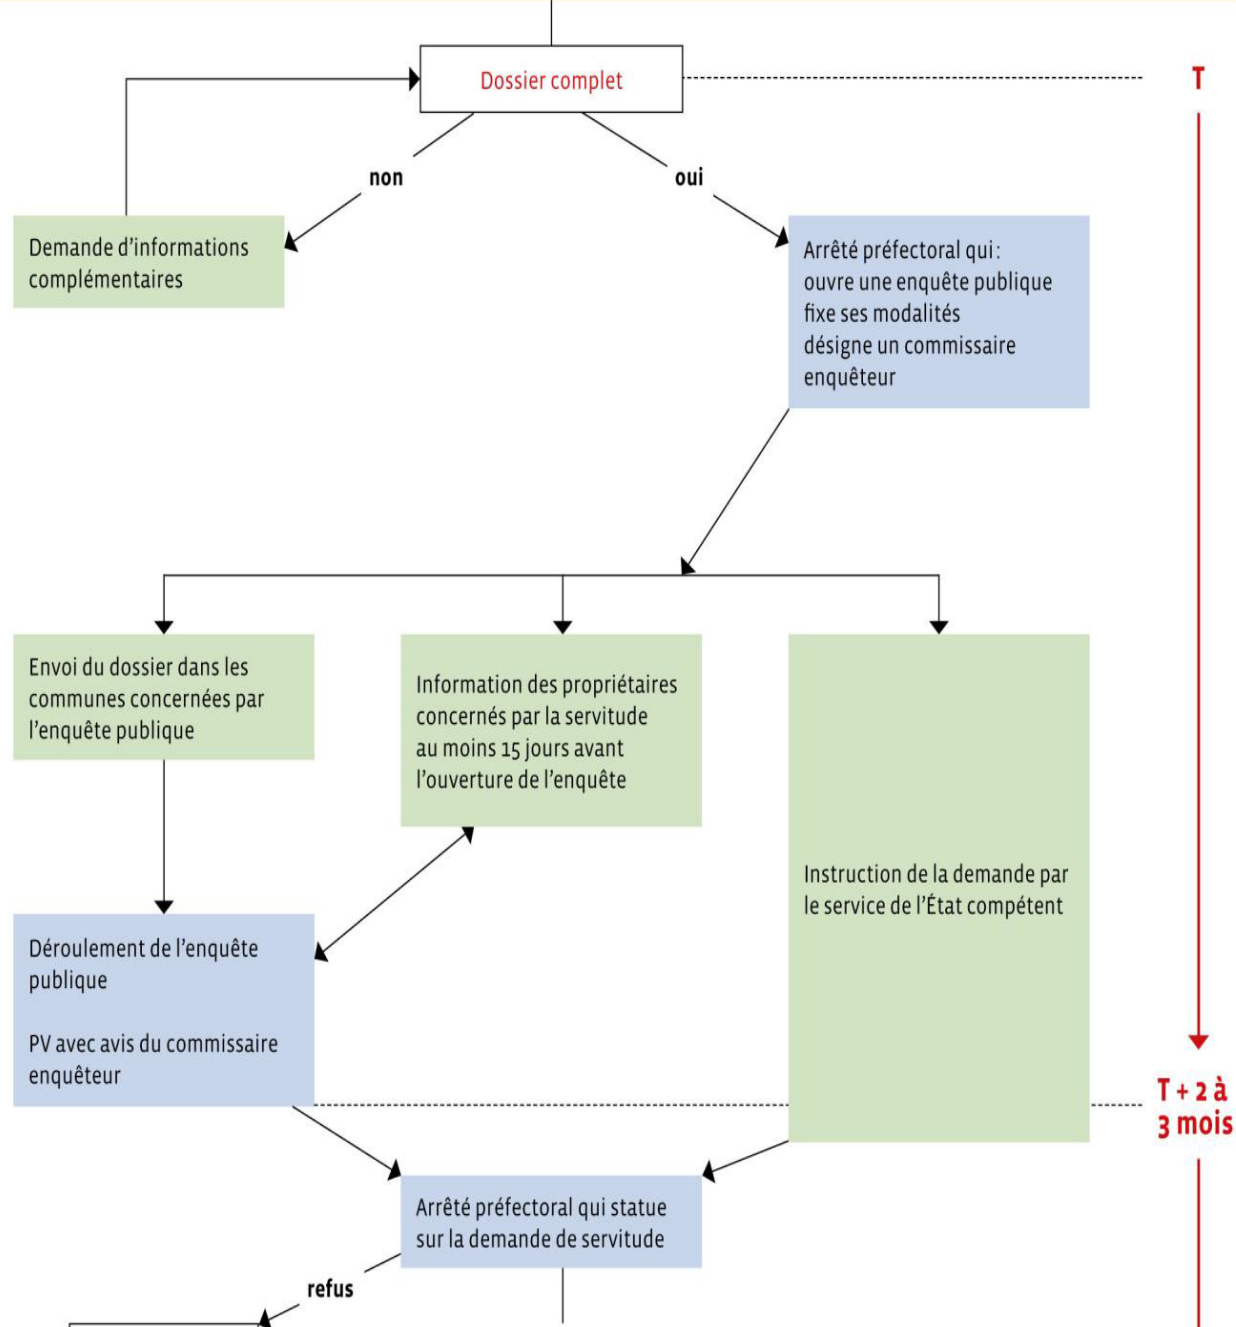 Dossier complet
T
non
oui
Demande d’informations
complémentaires
Arrêté préfectoral qui :
ouvre une enquête publique
fixe ses modalités
désigne un commissaire
enquêteur
Envoi du dossier dans les
communes concernées par
l’enquête publique
Information des propriétaires
concernés par la servitude
au moins 15 jours avant
l’ouverture de l’enquête
Instruction de la demande par
le service de l’État compétent
Déroulement de l’enquête
publique
PV avec avis du commissaire
enquêteur
T + 2 à
3 mois
Arrêté préfectoral qui statue
sur la demande de servitude
refus